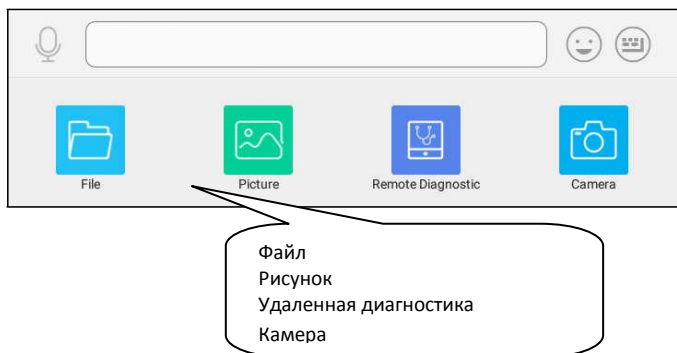 File Picture Remote Diagnostic Camera
Файл
Рисунок
Удаленная диагностика
Камера